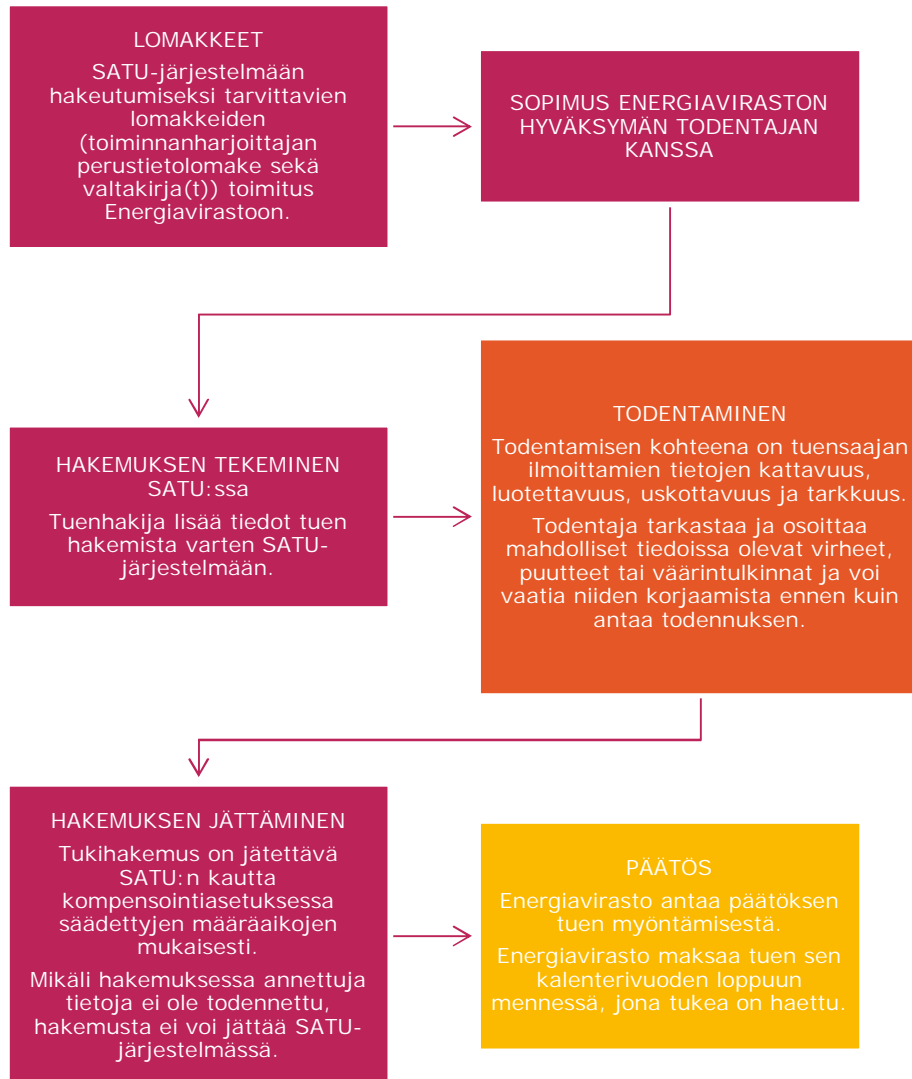 LOMAKKEET
SATU-järjestelmään
hakeutumiseksi tarvittavien
lomakkeiden
(toiminnanharjoittajan
perustietolomake sekä
valtakirja(t)) toimitus
Energiavirastoon.
SOPIMUS ENERGIAVIRASTON
HYVÄKSYMÄN TODENTAJAN
KANSSA
HAKEMUKSEN TEKEMINEN
SATU:ssa
Tuenhakija lisää tiedot tuen
hakemista varten SATU-
järjestelmään.
TODENTAMINEN
Todentamisen kohteena on tuensaajan
ilmoittamien tietojen kattavuus,
luotettavuus, uskottavuus ja tarkkuus.
Todentaja tarkastaa ja osoittaa
mahdolliset tiedoissa olevat virheet,
puutteet tai väärintulkinnat ja voi
vaatia niiden korjaamista ennen kuin
antaa todennuksen.
HAKEMUKSEN JÄTTÄMINEN
Tukihakemus on jätettävä
SATU:n kautta
kompensointiasetuksessa
säädettyjen määräaikojen
mukaisesti.
Mikäli hakemuksessa annettuja
tietoja ei ole todennettu,
hakemusta ei voi jättää SATU-
järjestelmässä.
PÄÄTÖS
Energiavirasto antaa päätöksen
tuen myöntämisestä.
Energiavirasto maksaa tuen sen
kalenterivuoden loppuun
mennessä, jona tukea on haettu.